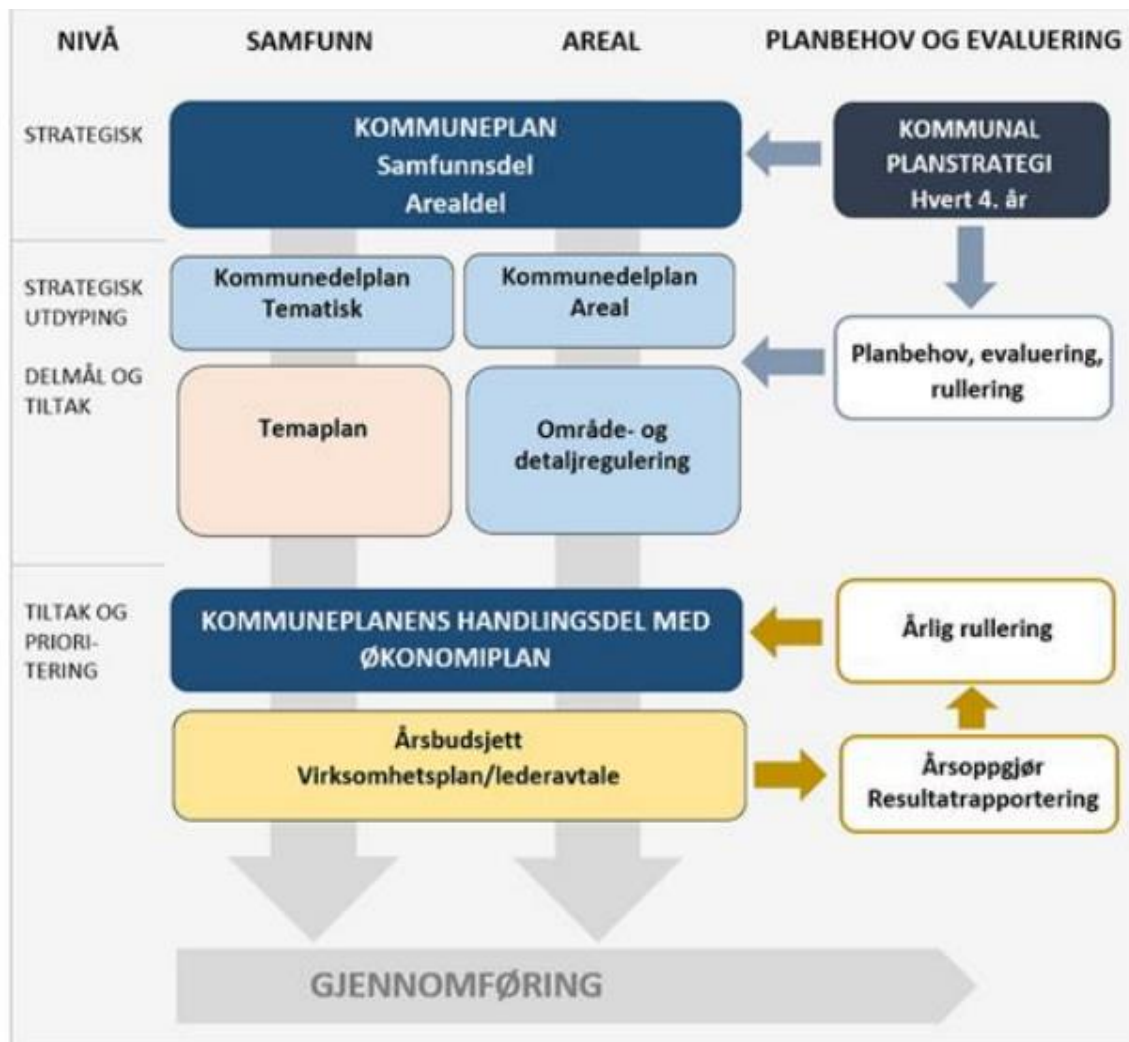 NIVÅ
SAMFUNN
AREAL
PLANBEHOV OG EVALUERING
STRATEGISK
KOMMUNEPLAN
Samfunnsdel
Arealdel
KOMMUNAL
PLANSTRATEGI
Hvert 4. år
STRATEGISK
UTDYPING
Kommunedelplan
Tematisk
Kommunedelplan
Areal
Planbehov, evaluering,
rullering
DELMÅL OG
TILTAK
Temaplan
Område- og
detaljregulering
TILTAK OG
PRIORI-
TERING
KOMMUNEPLANENS HANDLINGSDEL MED
ØKONOMIPLAN
Årlig rullering
Årsbudsjett
Virksomhetsplan/lederavtale
Årsoppgjør
Resultatrapportering
GJENNOMFØRING